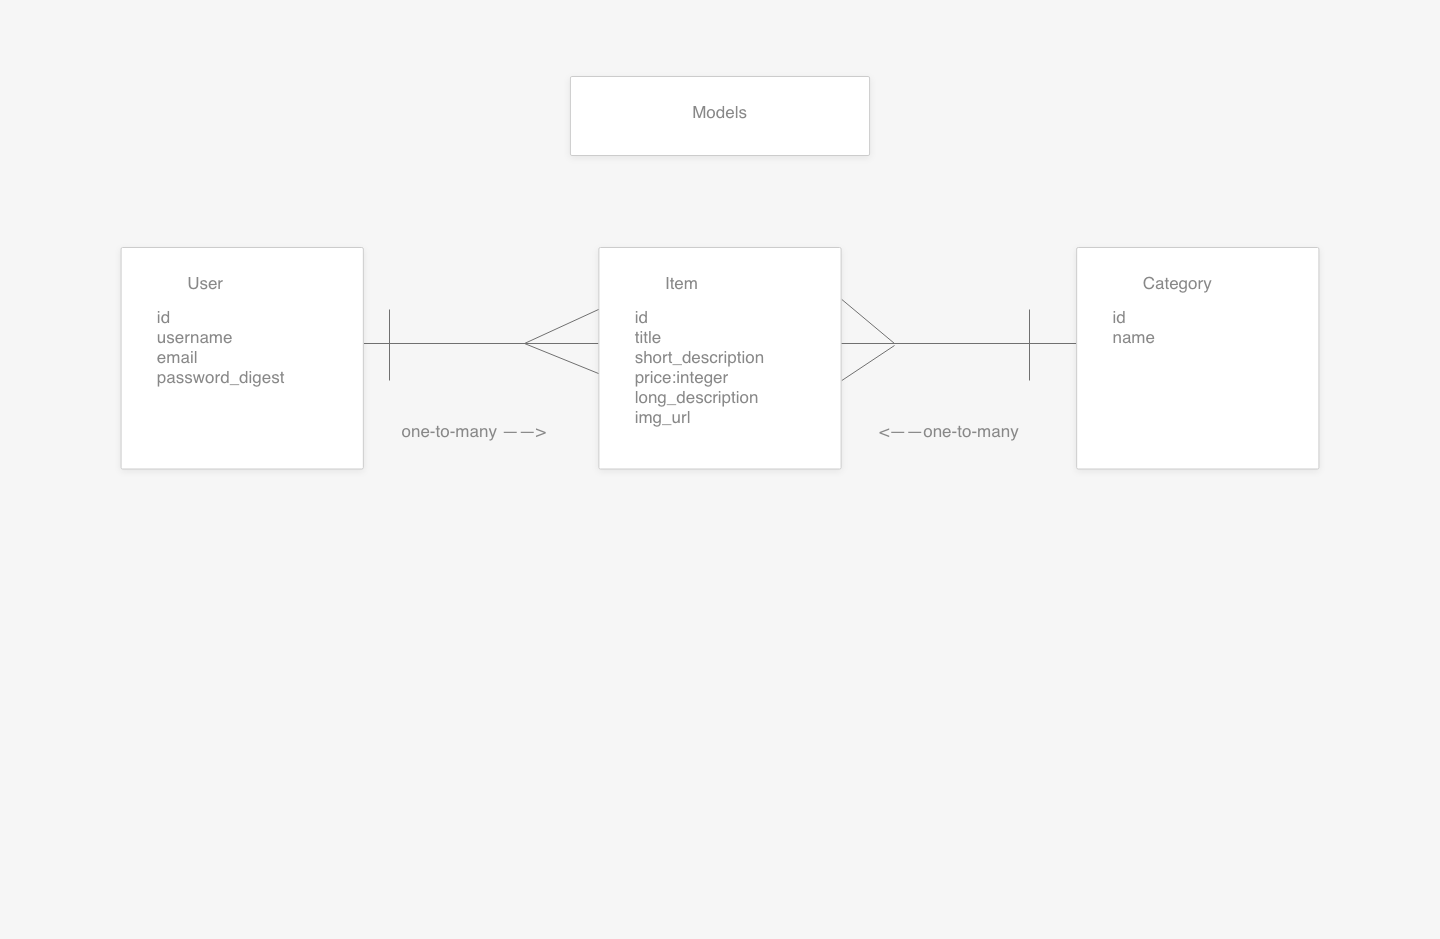 Models
User
id
username
email
password_digest
one-to-many ——>
Item
id
title
short_description
price:integer
long_description
img_url
<——one-to-many
Category
id
name